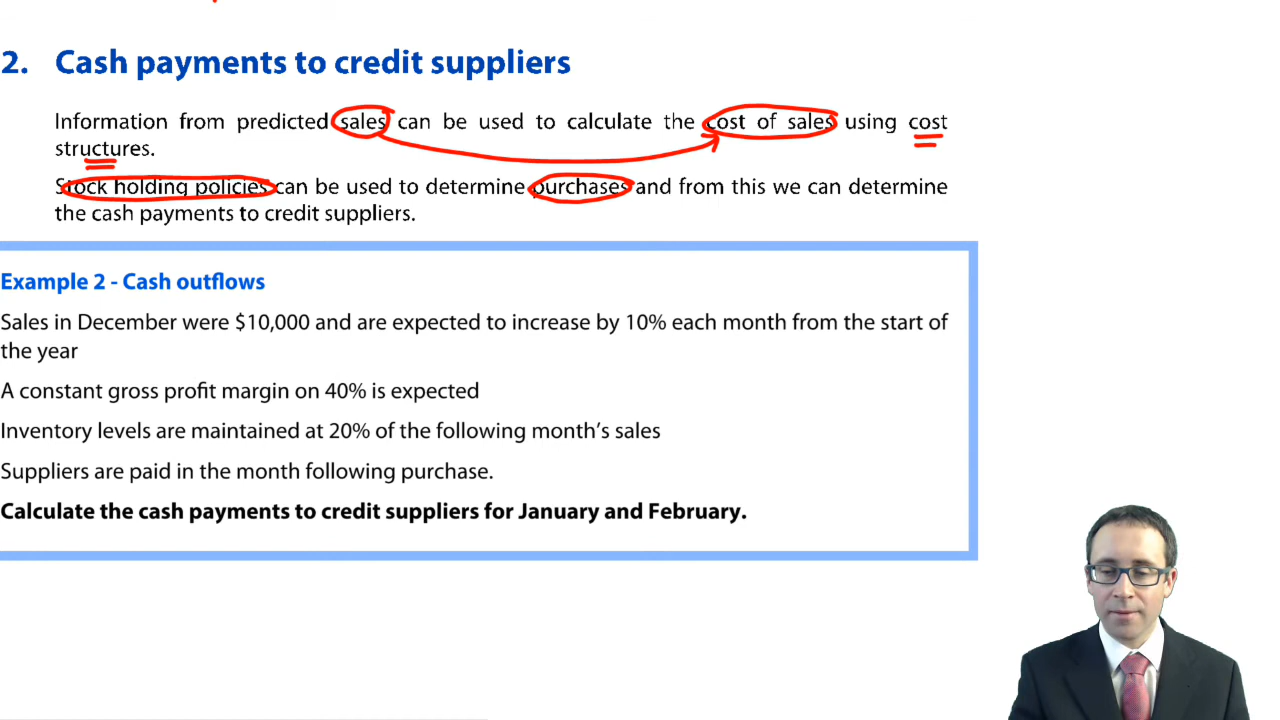 2. Cash payments to credit suppliers
Information from predicted sales can be used to calculate the cost of sales using cost
structures.
Stock holding policies can be used to determine purchases and from this we can determine
the cash payments to credit suppliers.
Example 2 - Cash outflows
Sales in December were $10,000 and are expected to increase by 10% each month from the start of
the year
A constant gross profit margin on 40% is expected
Inventory levels are maintained at 20% of the following month's sales
Suppliers are paid in the month following purchase.
Calculate the cash payments to credit suppliers for January and February.